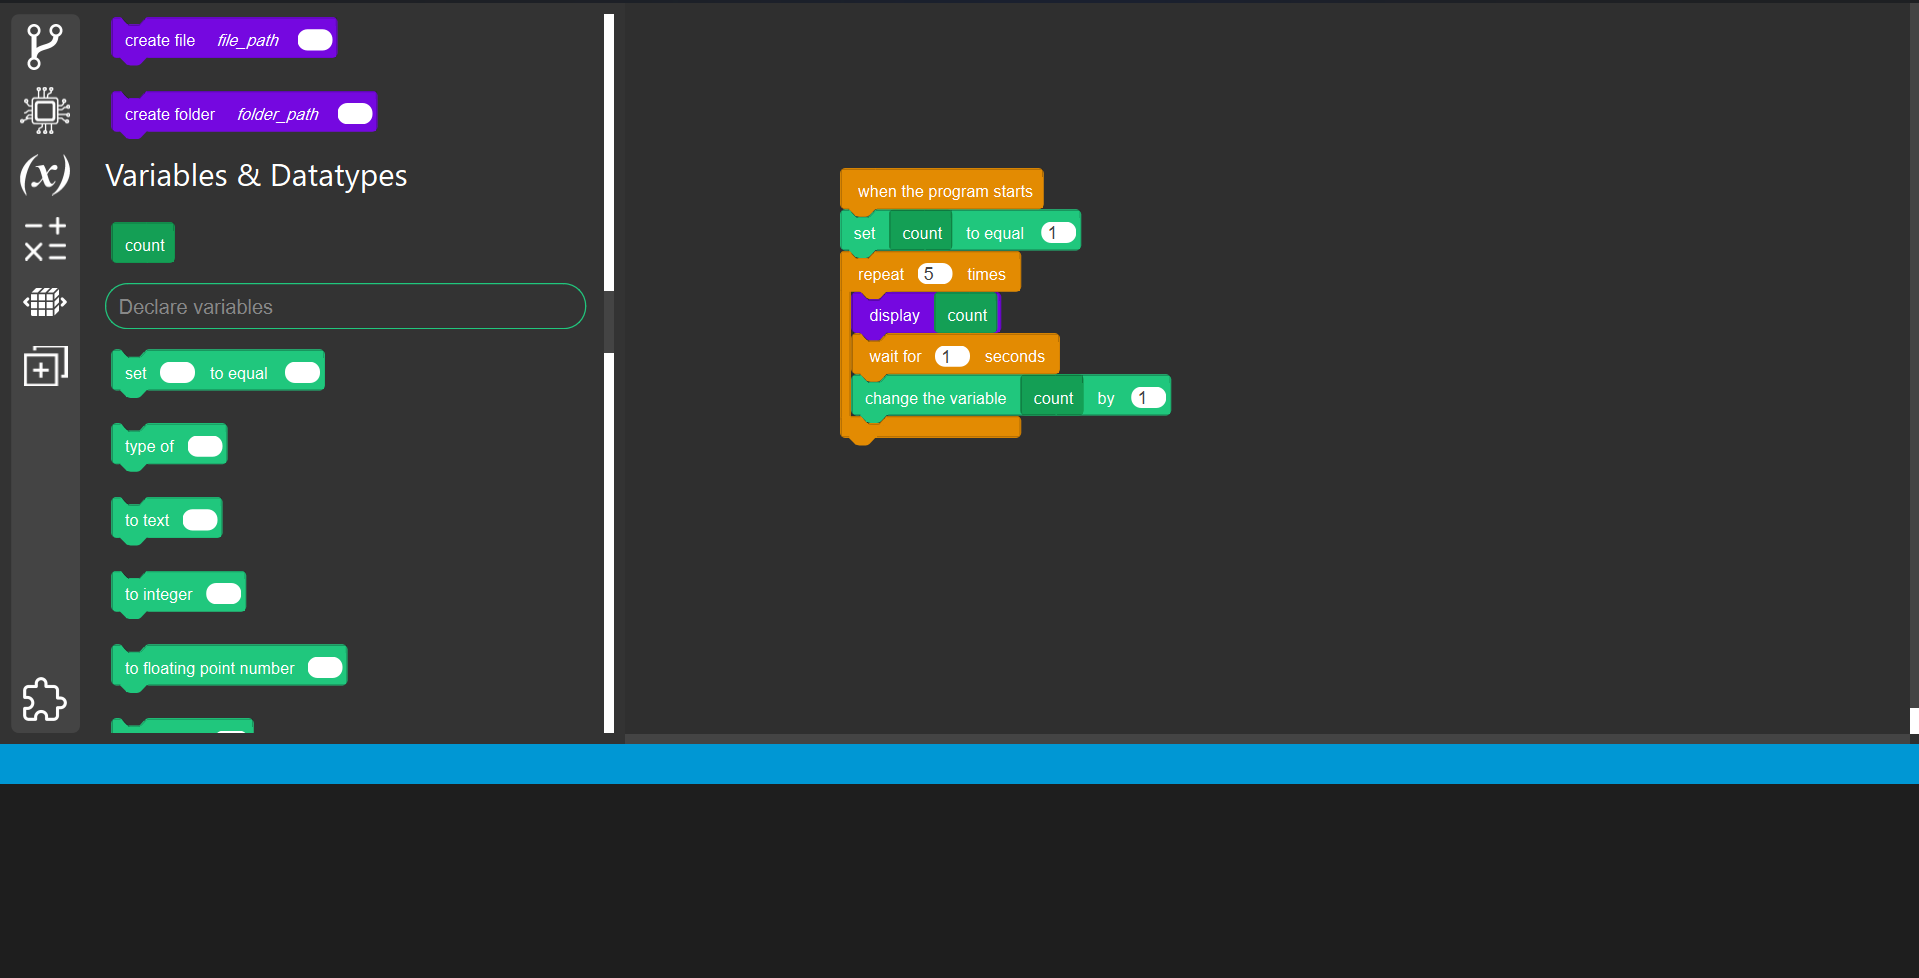 create file file_path
create folder folder_path
Variables & Datatypes
count
Declare variables
set to equal
type of
to text
to integer
to floating point number
when the program starts
set count to equal 1
repeat 5 times
display count
wait for 1 seconds
change the variable count by 1